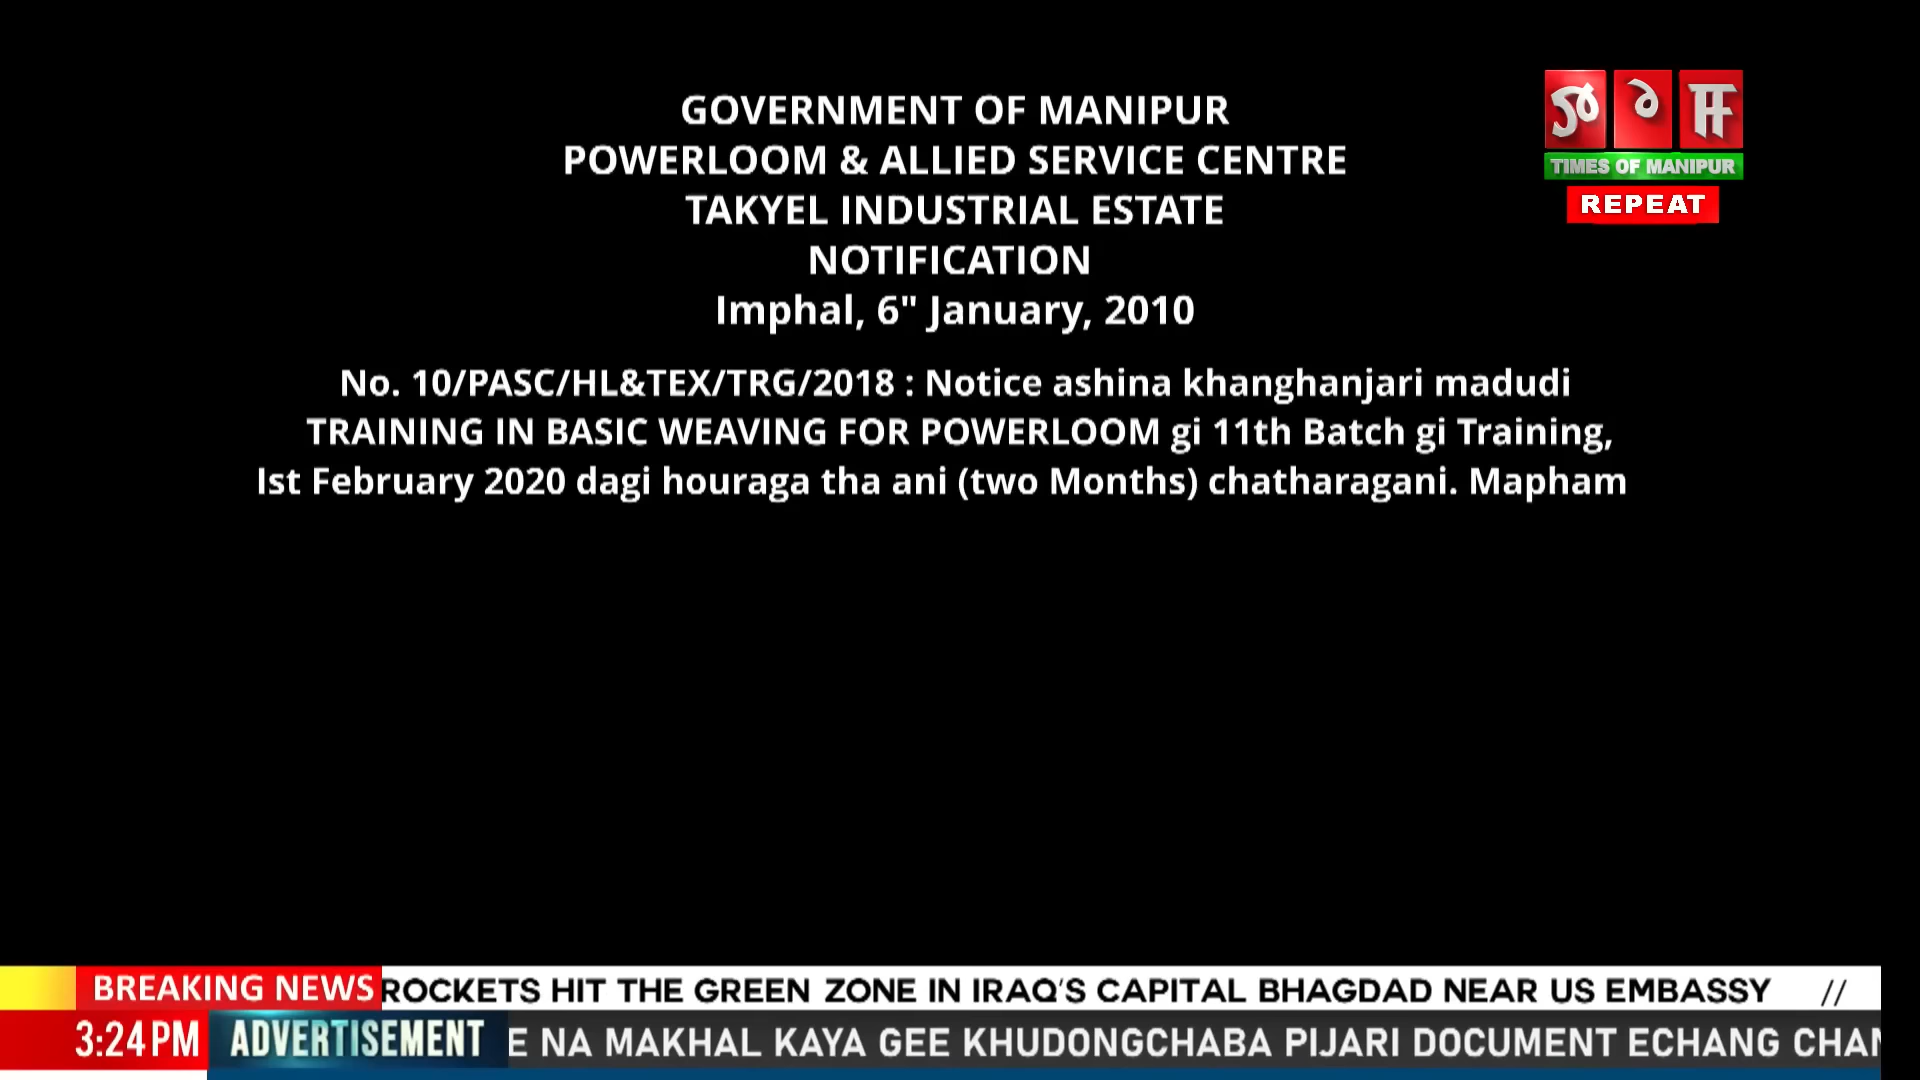 GOVERNMENT OF MANIPUR
POWERLOOM & ALLIED SERVICE CENTRE
TAKYEL INDUSTRIAL ESTATE
NOTIFICATION
Imphal, 6" January, 2010
No. 10/PASC/HL&TEX/TRG/2018 : Notice ashina khanghanjari madudi
TRAINING IN BASIC WEAVING FOR POWERLOOM gi 11th Batch gi Training,
Ist February 2020 dagi houraga tha ani (two Months) chatharagani. Mapham
TIMES OF MANIPUR
REPEAT
BREAKING NEWS ROCKETS HIT THE GREEN ZONE IN IRAQ'S CAPITAL BHAGDAD NEAR US EMBASSY //
3:24 PM ADVERTISEMENT E NA MAKHAL KAYA GEE KHUDONGCHABA PIJARI DOCUMENT ECHANG